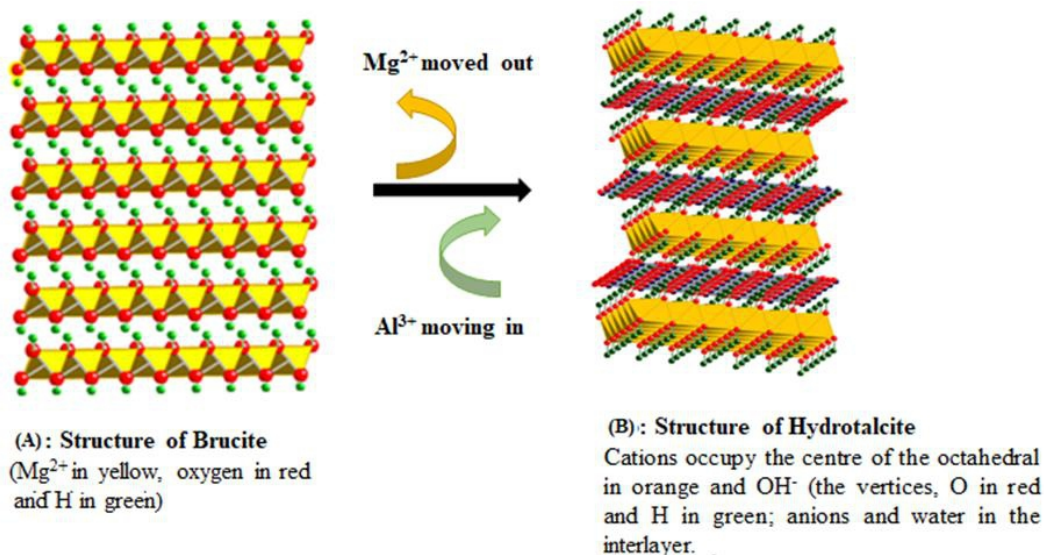 Mg²⁺ moved out
Al³⁺ moving in
(A): Structure of Brucite
(Mg²⁺ in yellow, oxygen in red
and H in green)
(B): Structure of Hydrotalcite
Cations occupy the centre of the octahedral
in orange and OH⁻ (the vertices, O in red
and H in green; anions and water in the
interlayer.